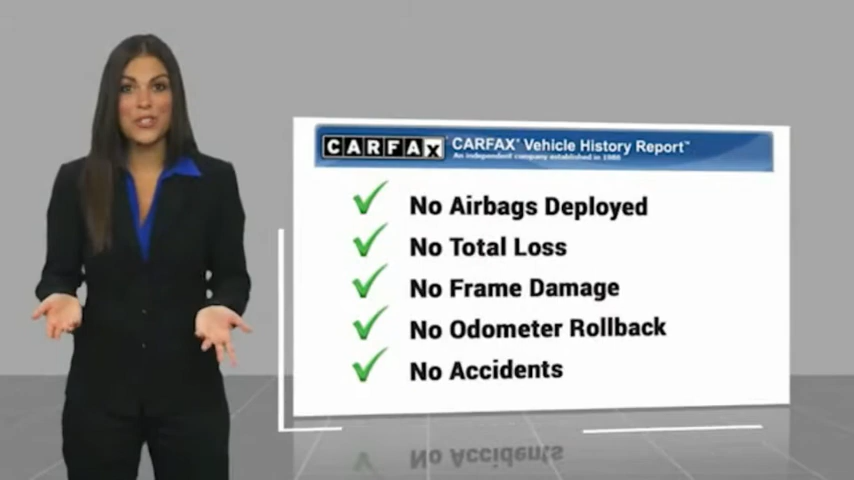 CARFAX CARFAX® Vehicle History Report™
An independent company established in 1986
No Airbags Deployed
No Total Loss
No Frame Damage
No Odometer Rollback
No Accidents
No Accidents